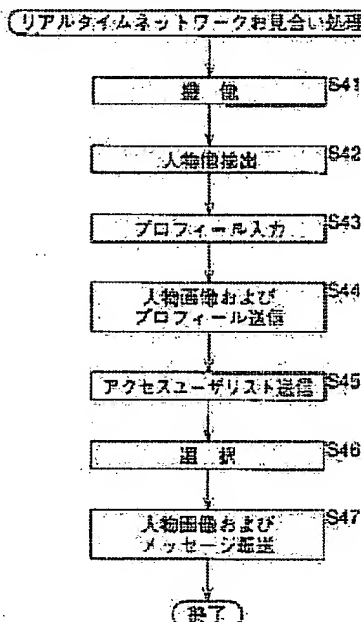 リアルタイムネットワークお見合い処理
S41
撮 像
S42
人物像抽出
S43
プロフィール入力
S44
人物画像および
プロフィール送信
S45
アクセスユーザリスト送信
S46
選 択
S47
人物画像および
メッセージ転送
終了